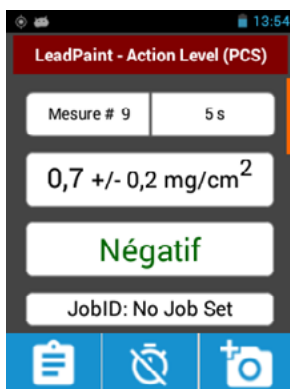 13:54
LeadPaint - Action Level (PCS)
Mesure # 9 5 s
0,7 +/- 0,2 mg/cm²
Négatif
JobID: No Job Set